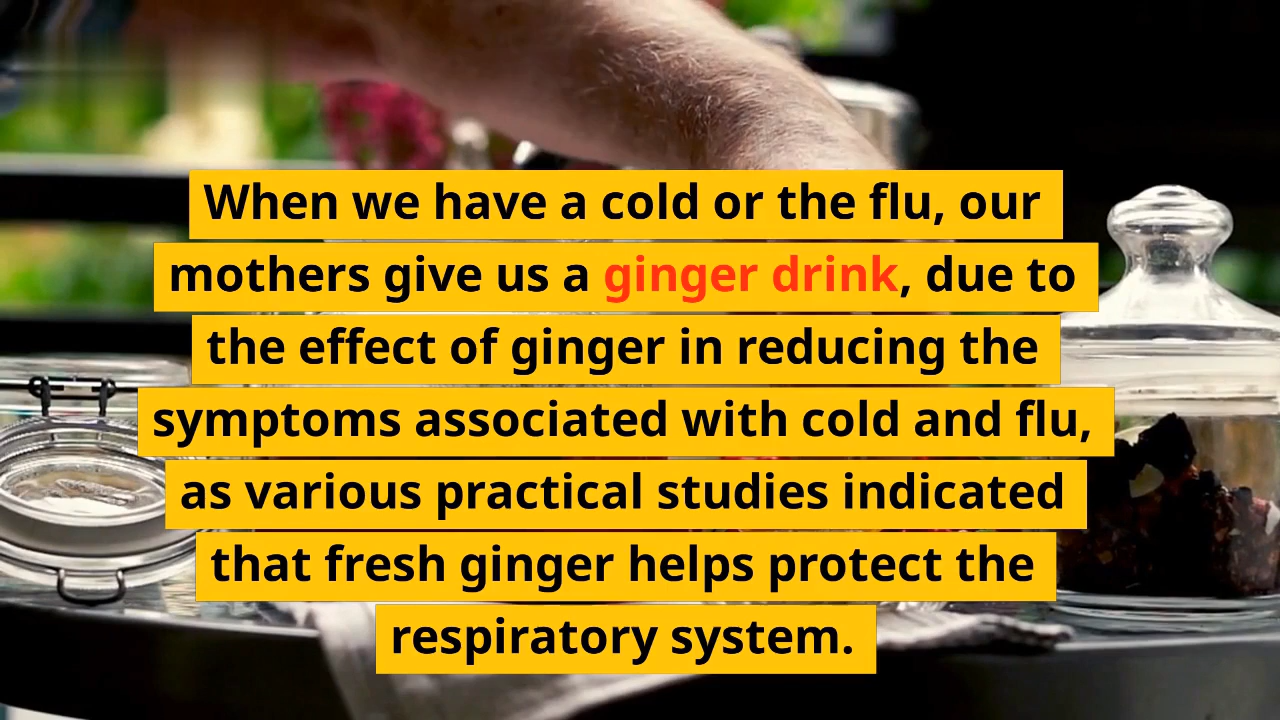 When we have a cold or the flu, our
mothers give us a ginger drink, due to
the effect of ginger in reducing the
symptoms associated with cold and flu,
as various practical studies indicated
that fresh ginger helps protect the
respiratory system.